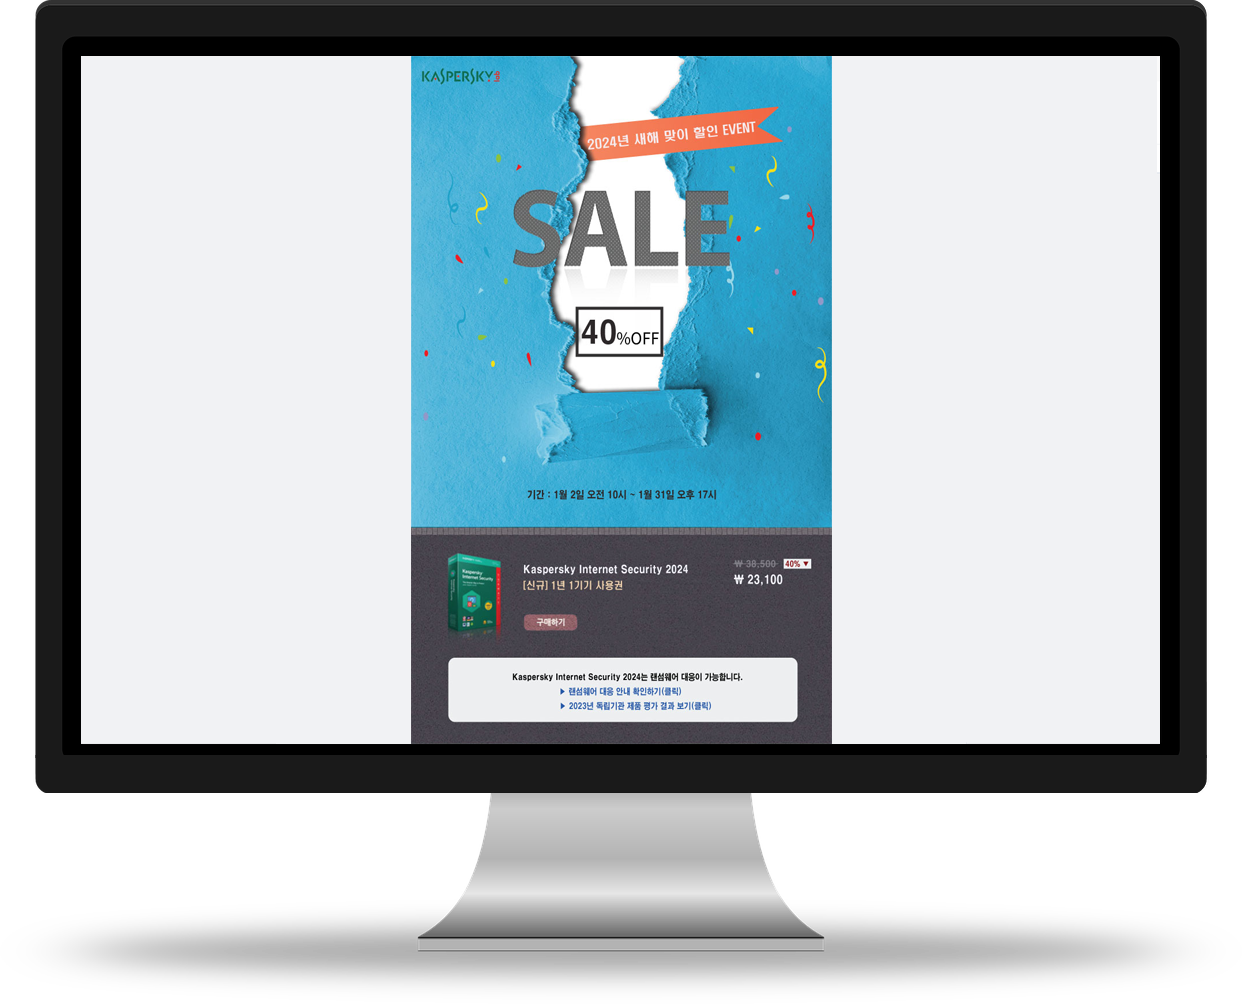 KASPERSKY lab
2024년 새해 맞이 할인 EVENT
SALE
40%OFF
기간 : 1월 2일 오전 10시 ~ 1월 31일 오후 17시
Kaspersky Internet Security 2024
₩ 38,500 40% ▼
[신규] 1년 1기기 사용권
₩ 23,100
구매하기
Kaspersky
Internet Security
Kaspersky Internet Security 2024는 랜섬웨어 대응이 가능합니다.
▶ 랜섬웨어 대응 안내 확인하기(클릭)
▶ 2023년 독립기관 제품 평가 결과 보기(클릭)